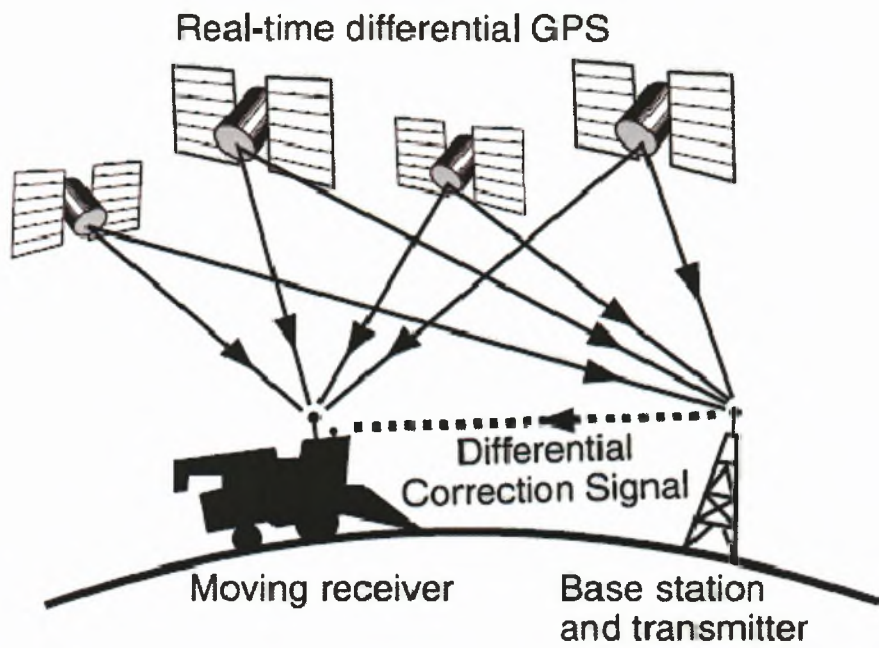 Real-time differential GPS
Differential
Correction Signal
Moving receiver
Base station
and transmitter